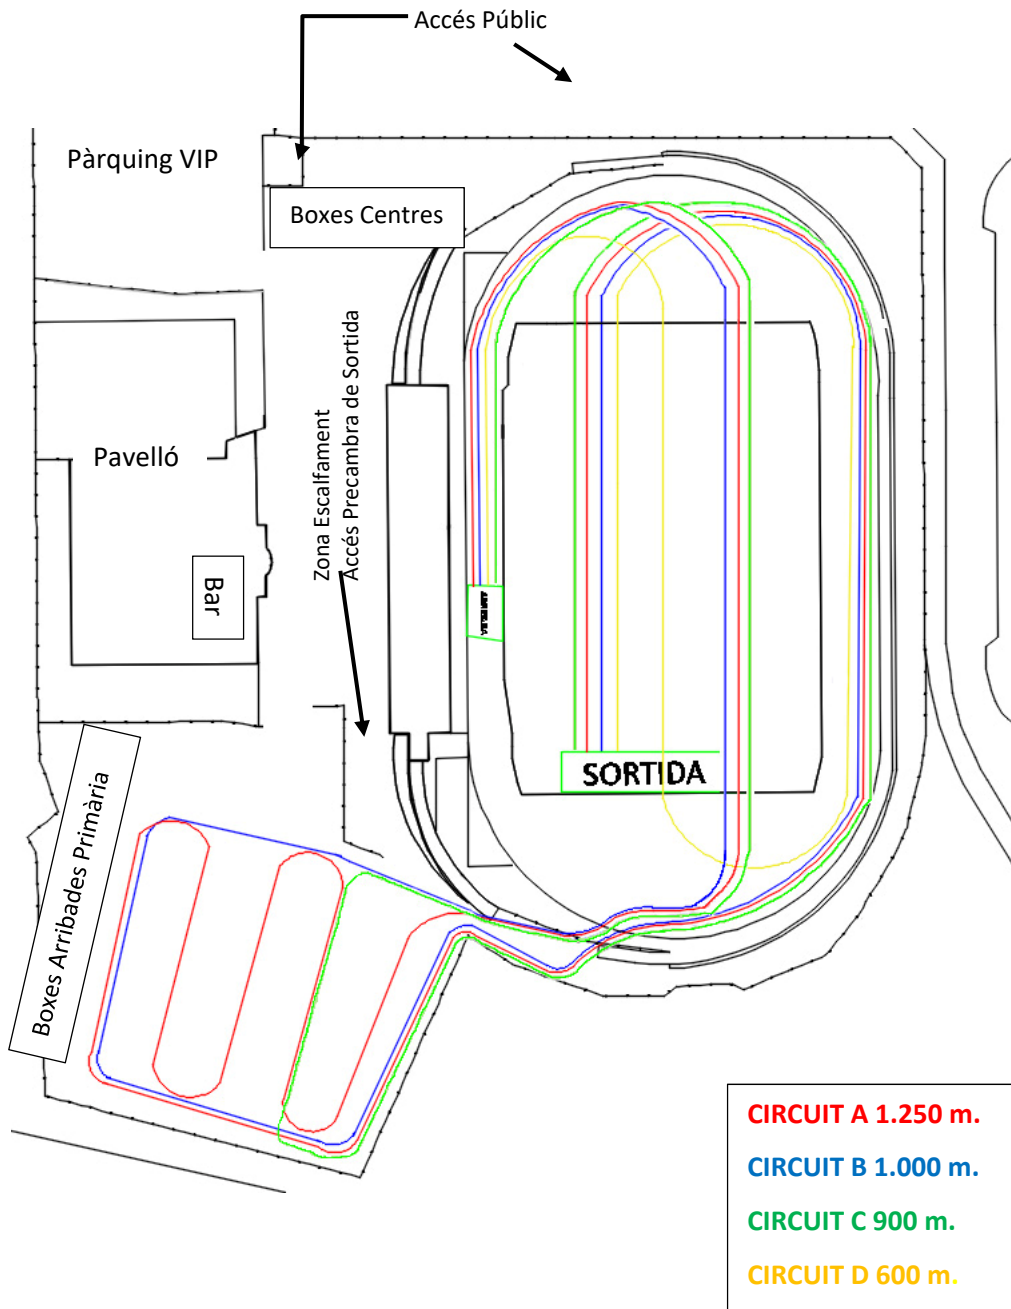 Accés Públic
Pàrquing VIP
Boxes Centres
Zona Escalfament
Accés Precambra de Sortida
Pavelló
Bar
ARRIBADA
SORTIDA
Boxes Arribades Primària
CIRCUIT A 1.250 m.
CIRCUIT B 1.000 m.
CIRCUIT C 900 m.
CIRCUIT D 600 m.